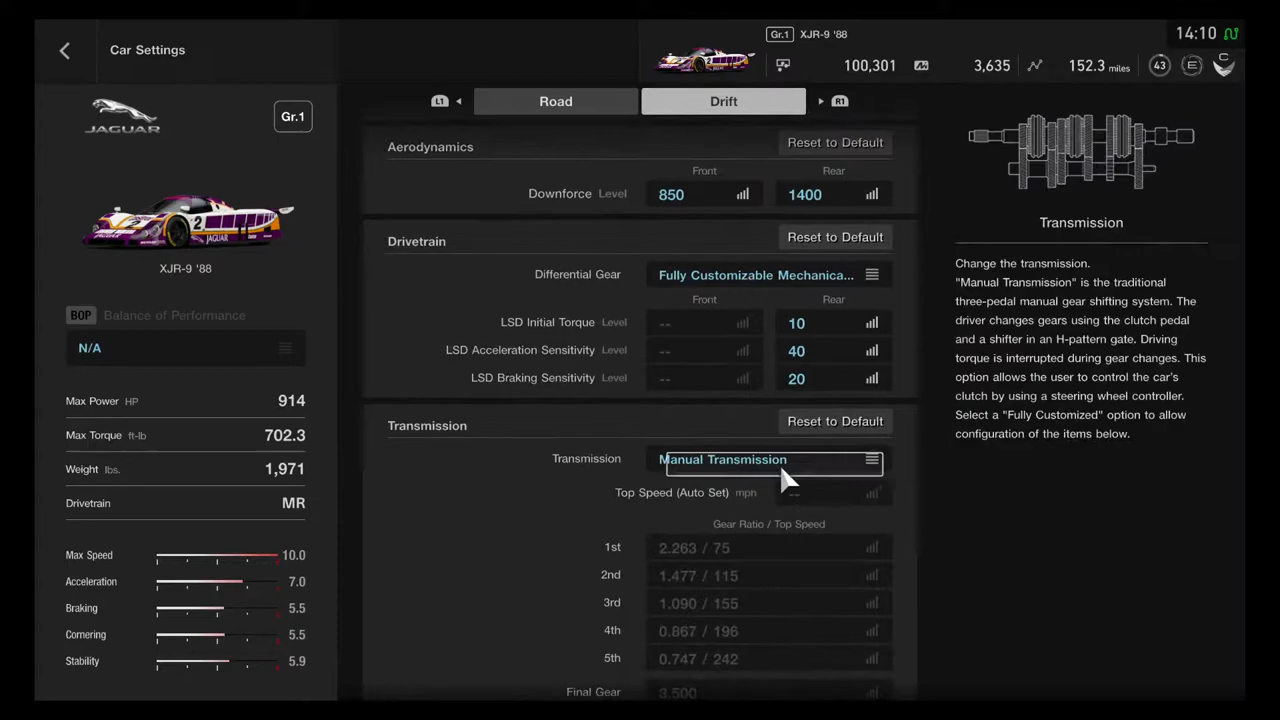 Car Settings
Gr.1 XJR-9 '88
14:10
100,301
3,635
152.3 miles
43
E
C
JAGUAR
Gr.1
XJR-9 '88
BOP Balance of Performance
N/A
Max Power HP 914
Max Torque ft-lb 702.3
Weight lbs. 1,971
Drivetrain MR
Max Speed 10.0
Acceleration 7.0
Braking 5.5
Cornering 5.5
Stability 5.9
L1 Road Drift R1
Aerodynamics Reset to Default
Front Rear
Downforce Level 850 1400
Drivetrain Reset to Default
Differential Gear Fully Customizable Mechanica...
Front Rear
LSD Initial Torque Level -- 10
LSD Acceleration Sensitivity Level -- 40
LSD Braking Sensitivity Level -- 20
Transmission Reset to Default
Transmission Manual Transmission
Top Speed (Auto Set) mph --
Gear Ratio / Top Speed
1st 2.263 / 75
2nd 1.477 / 115
3rd 1.090 / 155
4th 0.867 / 196
5th 0.747 / 242
Final Gear 3.500
Transmission
Change the transmission.
"Manual Transmission" is the traditional
three-pedal manual gear shifting system. The
driver changes gears using the clutch pedal
and a shifter in an H-pattern gate. Driving
torque is interrupted during gear changes. This
option allows the user to control the car's
clutch by using a steering wheel controller.
Select a "Fully Customized" option to allow
configuration of the items below.